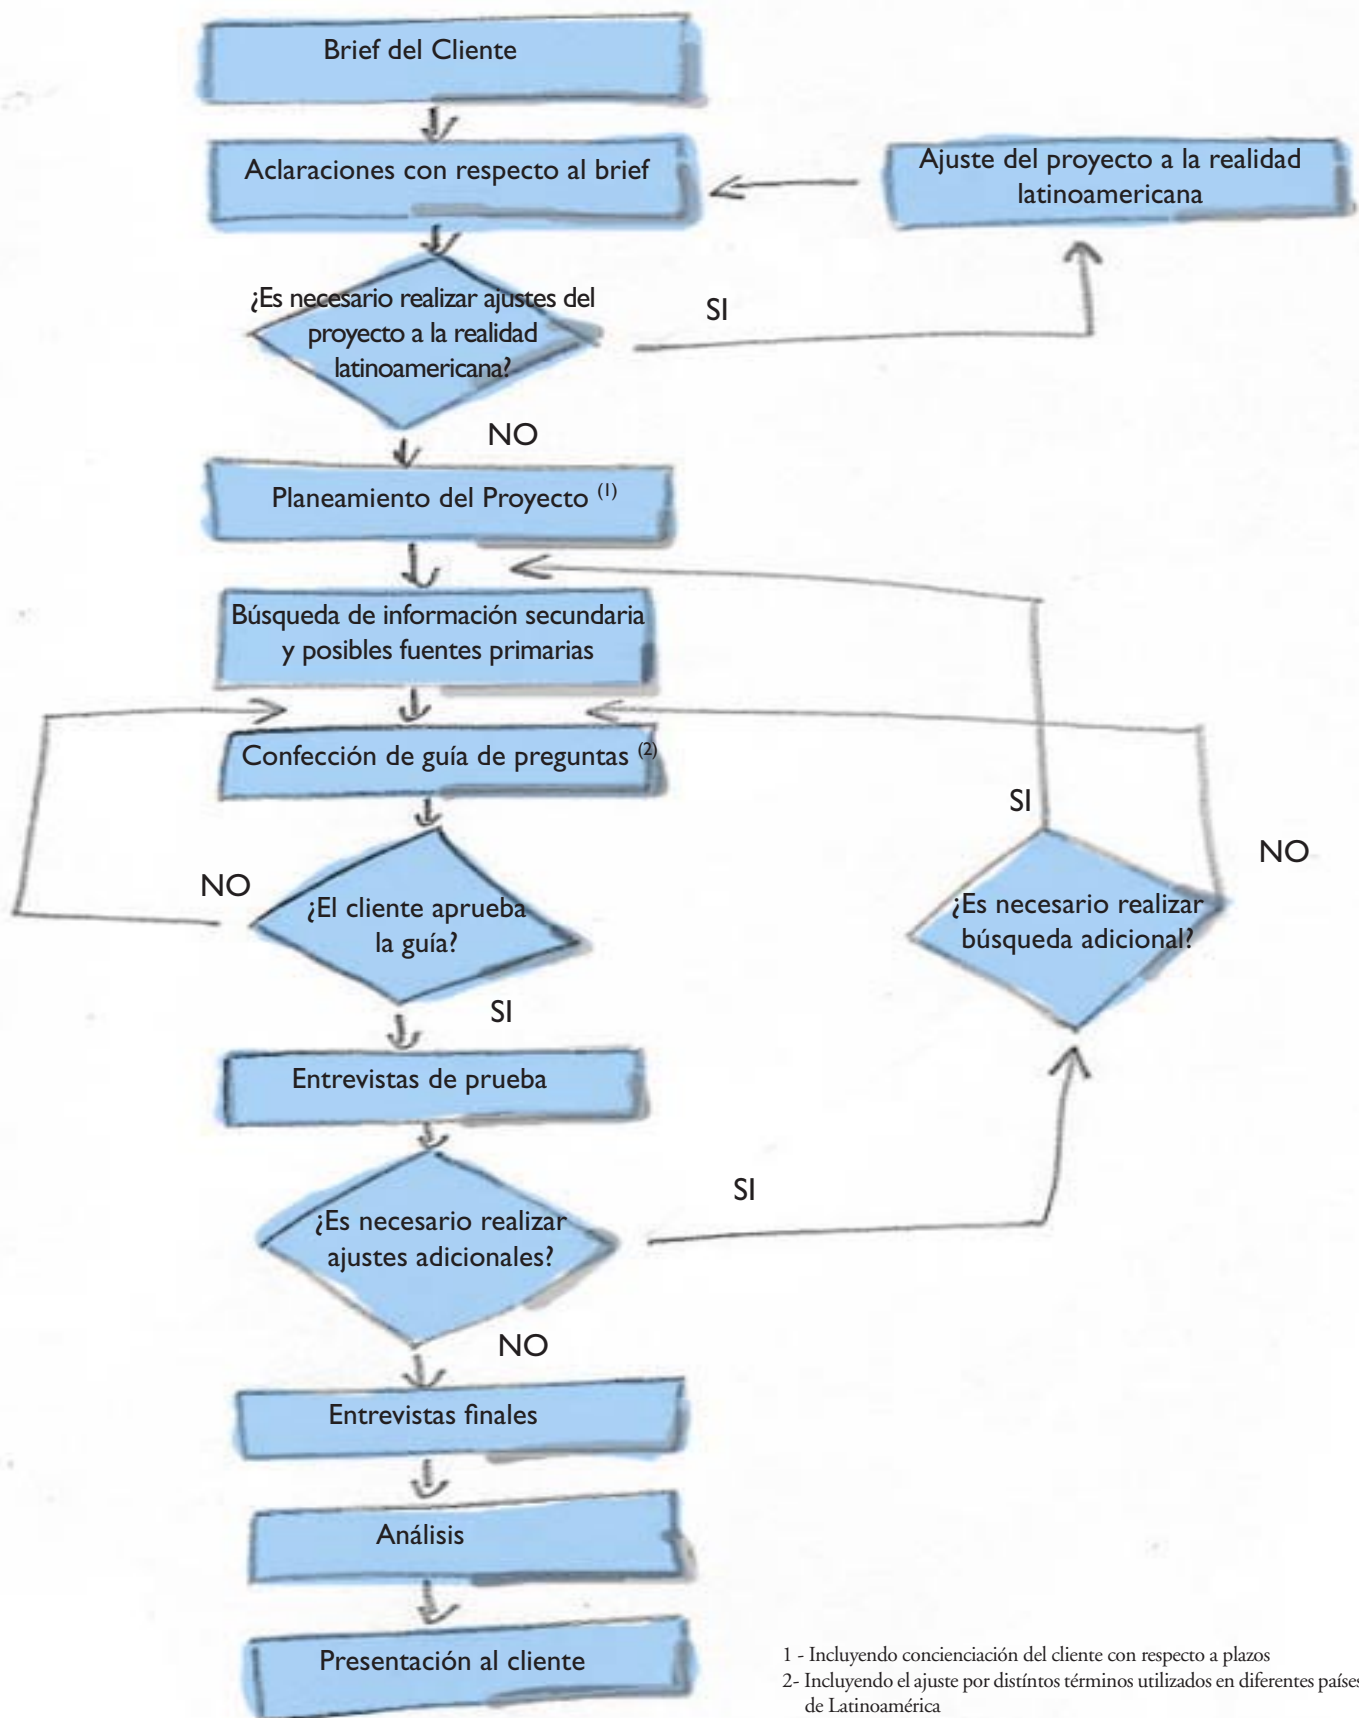 Brief del Cliente
Aclaraciones con respecto al brief
Ajuste del proyecto a la realidad
latinoamericana
¿Es necesario realizar ajustes del
proyecto a la realidad
latinoamericana?
SI
NO
Planeamiento del Proyecto (1)
Búsqueda de información secundaria
y posibles fuentes primarias
Confección de guía de preguntas (2)
SI
NO
NO
¿El cliente aprueba
la guía?
¿Es necesario realizar
búsqueda adicional?
SI
Entrevistas de prueba
SI
¿Es necesario realizar
ajustes adicionales?
NO
Entrevistas finales
Análisis
Presentación al cliente
1 - Incluyendo concienciación del cliente con respecto a plazos
2- Incluyendo el ajuste por distíntos términos utilizados en diferentes países
de Latinoamérica